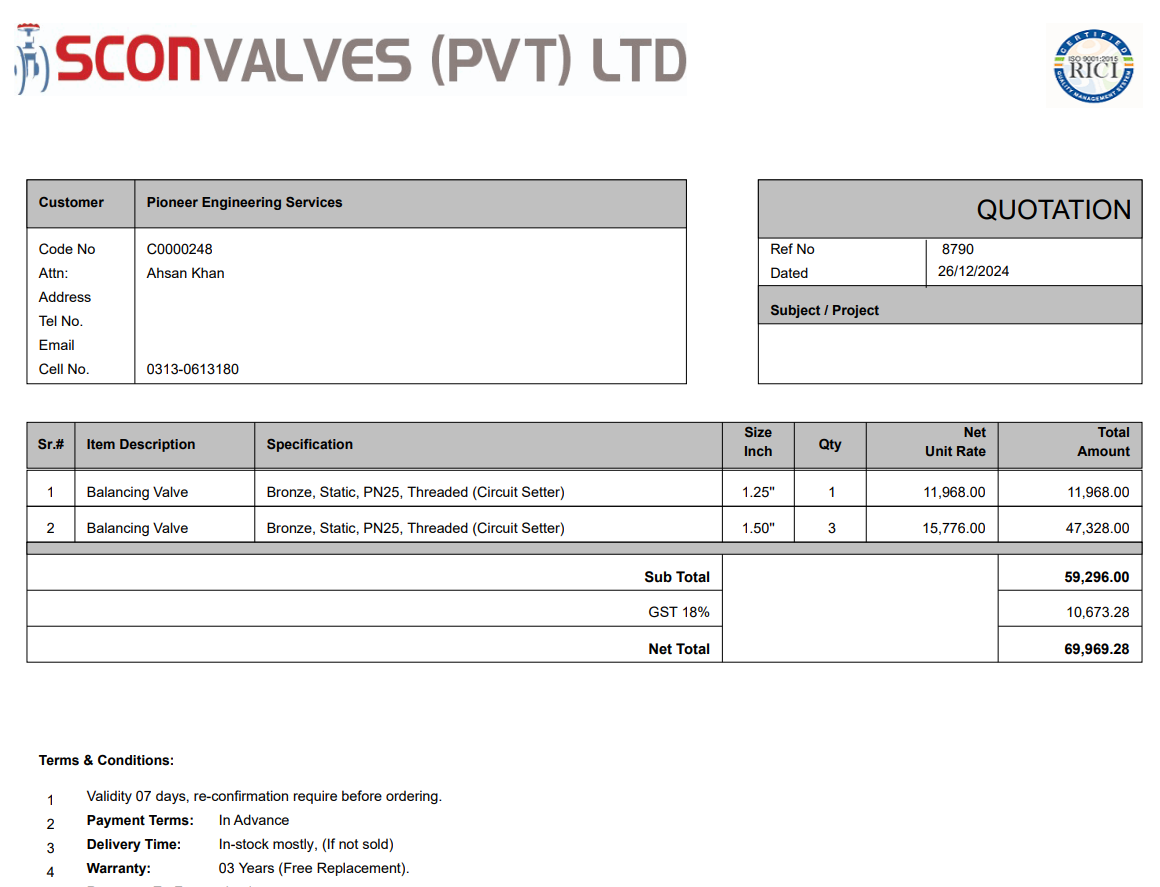 SCONVALVES (PVT) LTD
CERTIFIED
ISO 9001:2015
RICI
QUALITY MANAGEMENT SYSTEM
Customer Pioneer Engineering Services
Code No C0000248
Attn: Ahsan Khan
Address
Tel No.
Email
Cell No. 0313-0613180
QUOTATION
Ref No 8790
Dated 26/12/2024
Subject / Project
Sr.# Item Description Specification Size Inch Qty Net Unit Rate Total Amount
1 Balancing Valve Bronze, Static, PN25, Threaded (Circuit Setter) 1.25" 1 11,968.00 11,968.00
2 Balancing Valve Bronze, Static, PN25, Threaded (Circuit Setter) 1.50" 3 15,776.00 47,328.00
Sub Total 59,296.00
GST 18% 10,673.28
Net Total 69,969.28
Terms & Conditions:
1 Validity 07 days, re-confirmation require before ordering.
2 Payment Terms: In Advance
3 Delivery Time: In-stock mostly, (If not sold)
4 Warranty: 03 Years (Free Replacement).